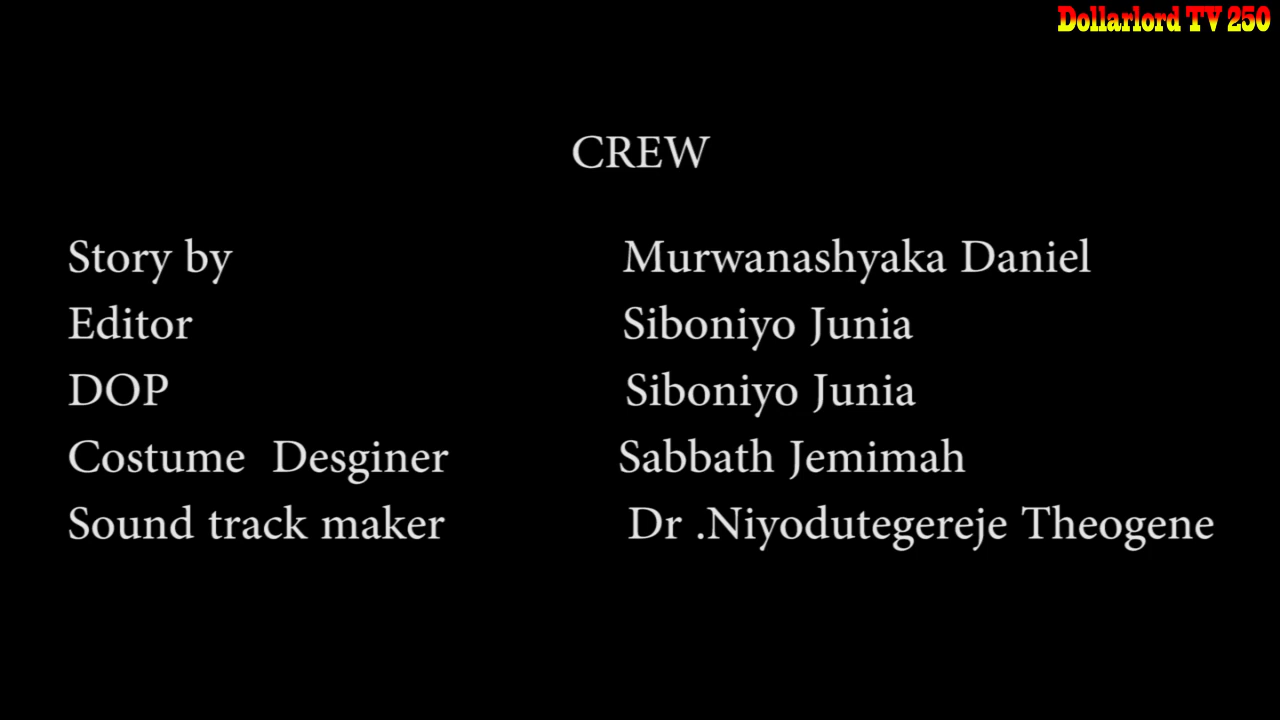 Dollarlord TV 250
CREW
Story by Murwanashyaka Daniel
Editor Siboniyo Junia
DOP Siboniyo Junia
Costume Desginer Sabbath Jemimah
Sound track maker Dr .Niyodutegereje Theogene